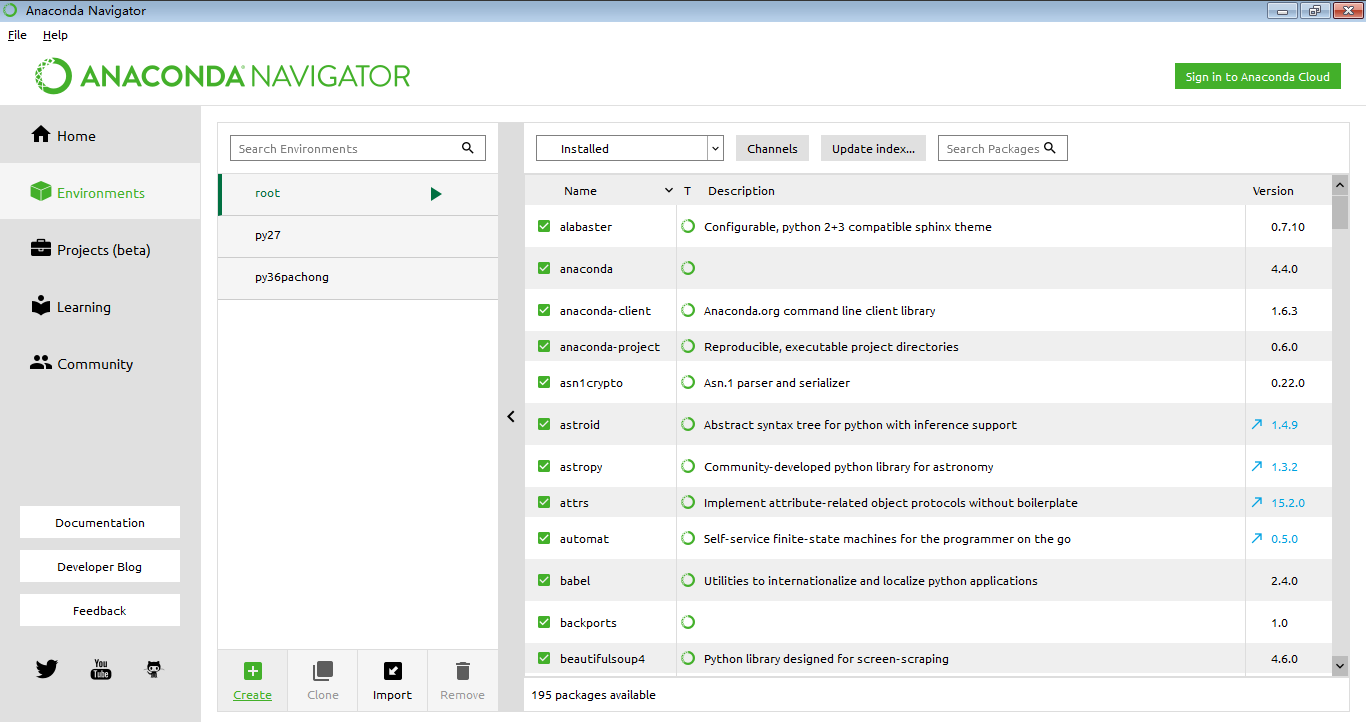 Anaconda Navigator
File Help
ANACONDA NAVIGATOR
Sign in to Anaconda Cloud
Home
Environments
Projects (beta)
Learning
Community
Documentation
Developer Blog
Feedback
You Tube
Search Environments
root
py27
py36pachong
Create Clone Import Remove
Installed Channels Update index... Search Packages
Name T Description Version
alabaster Configurable, python 2+3 compatible sphinx theme 0.7.10
anaconda 4.4.0
anaconda-client Anaconda.org command line client library 1.6.3
anaconda-project Reproducible, executable project directories 0.6.0
asn1crypto Asn.1 parser and serializer 0.22.0
astroid Abstract syntax tree for python with inference support 1.4.9
astropy Community-developed python library for astronomy 1.3.2
attrs Implement attribute-related object protocols without boilerplate 15.2.0
automat Self-service finite-state machines for the programmer on the go 0.5.0
babel Utilities to internationalize and localize python applications 2.4.0
backports 1.0
beautifulsoup4 Python library designed for screen-scraping 4.6.0
195 packages available